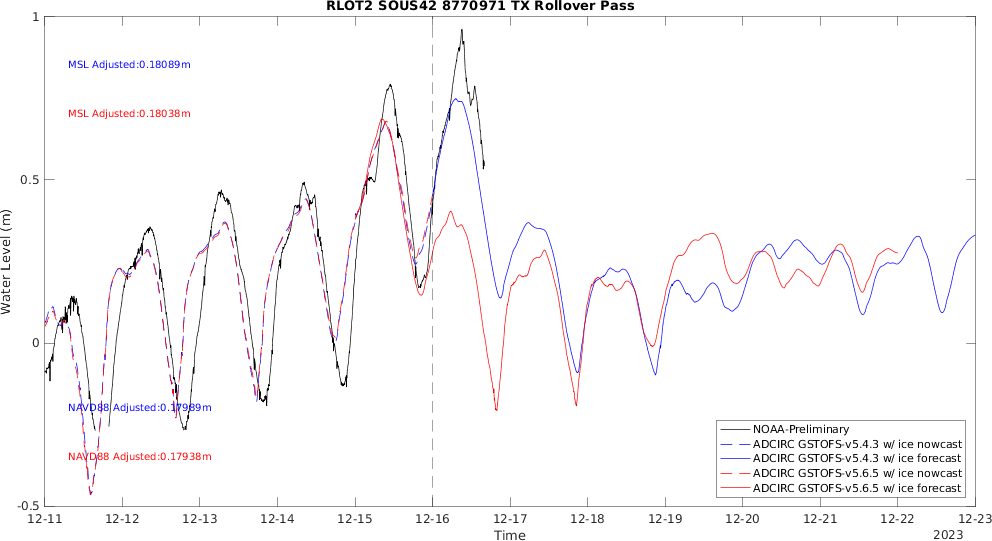 RLOT2 SOUS42 8770971 TX Rollover Pass
1
MSL Adjusted:0.18089m
MSL Adjusted:0.18038m
0.5
Water Level (m)
0
NAVD88 Adjusted:0.17989m
NAVD88 Adjusted:0.17938m
NOAA-Preliminary
ADCIRC GSTOFS-v5.4.3 w/ ice nowcast
ADCIRC GSTOFS-v5.4.3 w/ ice forecast
ADCIRC GSTOFS-v5.6.5 w/ ice nowcast
ADCIRC GSTOFS-v5.6.5 w/ ice forecast
-0.5
12-11 12-12 12-13 12-14 12-15 12-16 12-17 12-18 12-19 12-20 12-21 12-22 12-23
Time
2023